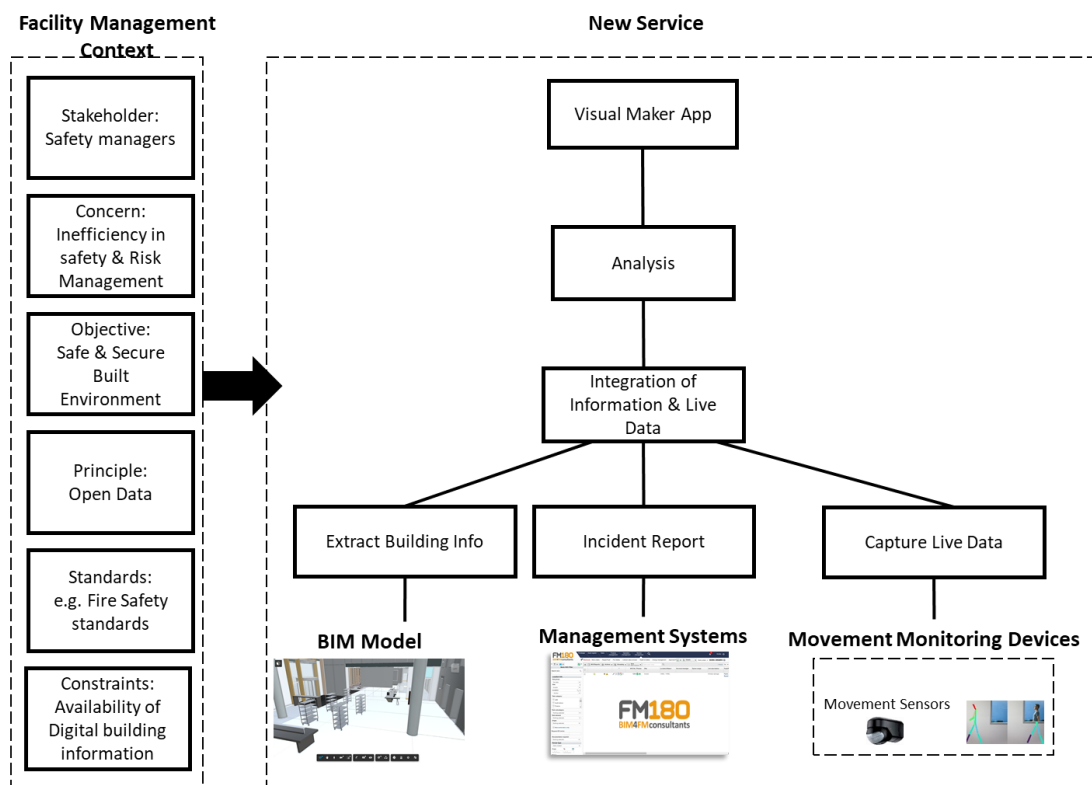 Facility Management
Context
New Service
Stakeholder:
Safety managers
Concern:
Inefficiency in
safety & Risk
Management
Objective:
Safe & Secure
Built
Environment
Principle:
Open Data
Standards:
e.g. Fire Safety
standards
Constraints:
Availability of
Digital building
information
Visual Maker App
Analysis
Integration of
Information & Live
Data
Extract Building Info
Incident Report
Capture Live Data
BIM Model
Management Systems
Movement Monitoring Devices
FM180
FM180
BIM4FMconsultants
Movement Sensors